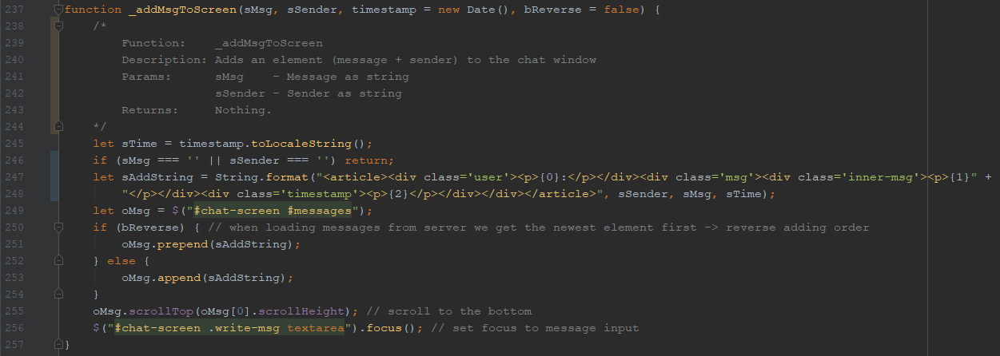 237 function _addMsgToScreen(sMsg, sSender, timestamp = new Date(), bReverse = false) {
238     /*
239         Function:    _addMsgToScreen
240         Description: Adds an element (message + sender) to the chat window
241         Params:      sMsg    - Message as string
242                      sSender - Sender as string
243         Returns:     Nothing.
244     */
245     let sTime = timestamp.toLocaleString();
246     if (sMsg === '' || sSender === '') return;
247     let sAddString = String.format("<article><div class='user'><p>{0}:</p></div><div class='msg'><div class='inner-msg'><p>{1}" +
248         "</p></div><div class='timestamp'><p>{2}</p></div></div></article>", sSender, sMsg, sTime);
249     let oMsg = $("#chat-screen #messages");
250     if (bReverse) { // when loading messages from server we get the newest element first -> reverse adding order
251         oMsg.prepend(sAddString);
252     } else {
253         oMsg.append(sAddString);
254     }
255     oMsg.scrollTop(oMsg[0].scrollHeight); // scroll to the bottom
256     $("#chat-screen .write-msg textarea").focus(); // set focus to message input
257 }